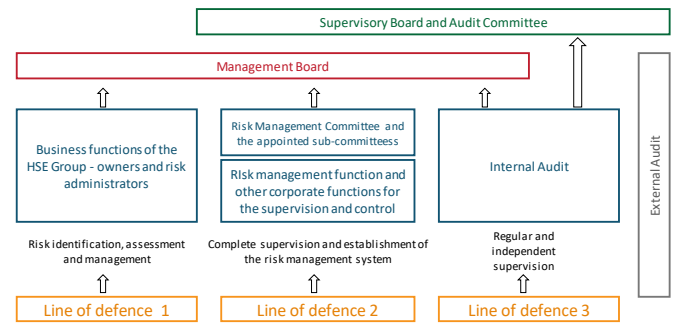 Supervisory Board and Audit Committee
Management Board
Business functions of the
HSE Group - owners and risk
administrators
Risk Management Committee and
the appointed sub-committeess
RIsk management function and
other corporate functions for
the supervision and control
Internal Audit
External Audit
Risk identification, assessment
and management
Complete supervision and establishment of
the risk management system
Regular and
independent
supervision
Line of defence 1
Line of defence 2
Line of defence 3